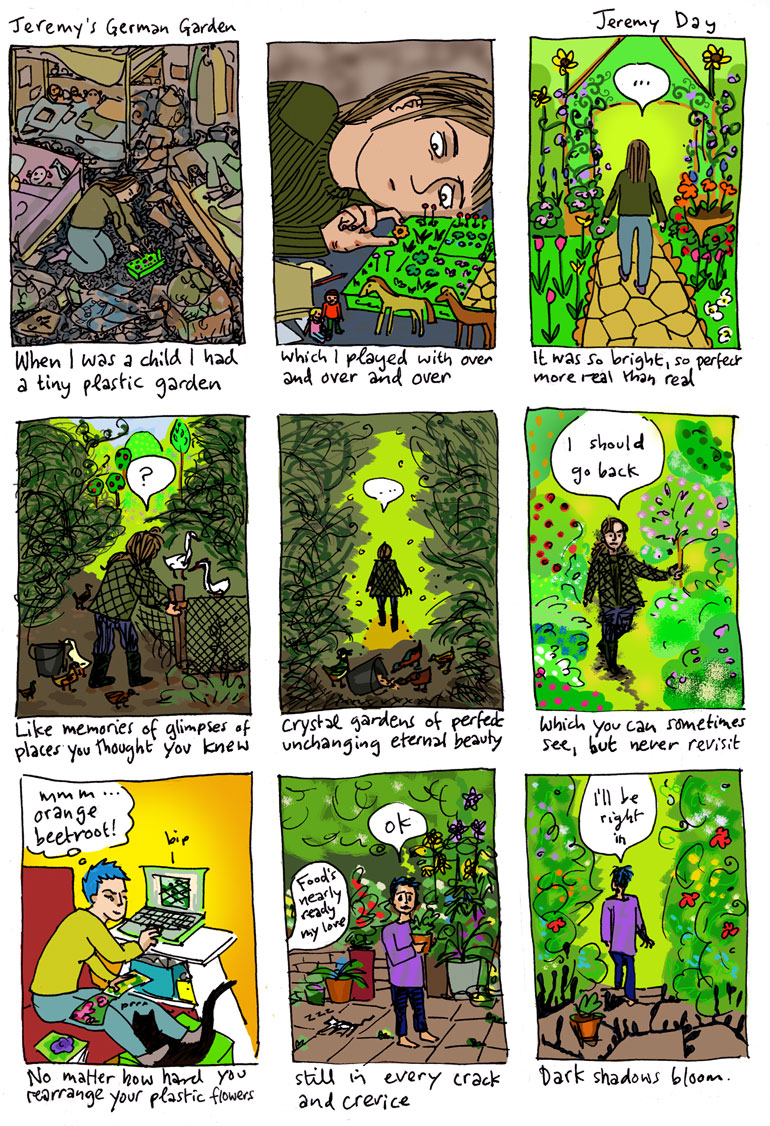 Jeremy's German Garden
Jeremy Day
When I was a child I had
a tiny plastic garden
which I played with over
and over and over
...
It was so bright, so perfect
more real than real
?
Like memories of glimpses of
places you thought you knew
...
Crystal gardens of perfect
unchanging eternal beauty
I should
go back
which you can sometimes
see, but never revisit
mmm ...
orange
beetroot!
bip
prrr
No matter how hard you
rearrange your plastic flowers
OK
Food's
nearly
ready
my love
zzz
still in every crack
and crevice
I'll be
right
in
Dark shadows bloom.